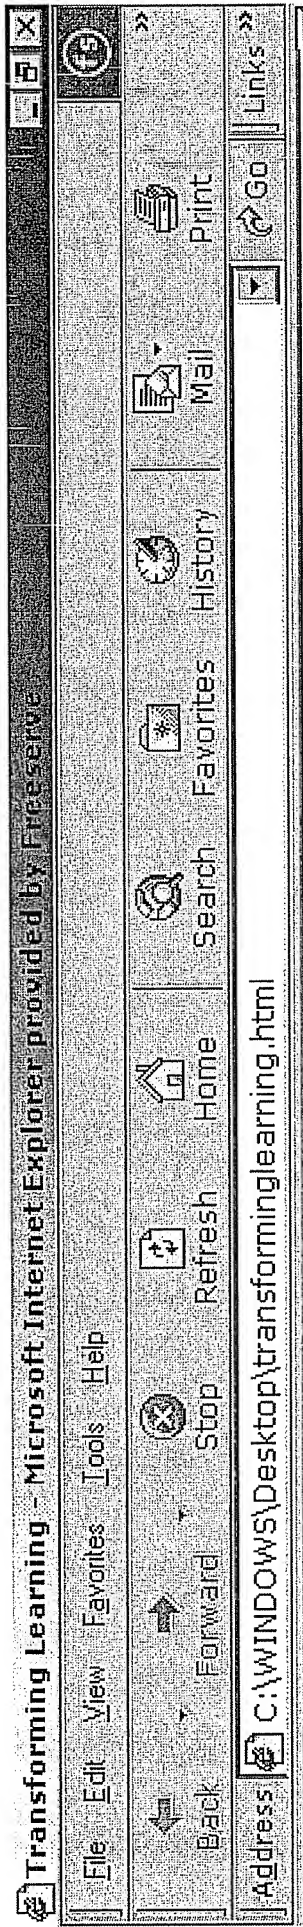 Transforming Learning - Microsoft Internet Explorer provided by Freeserve
File Edit View Favorites Tools Help
fs
Back Forward Stop Refresh Home Search Favorites History Mail Print »
Address C:\WINDOWS\Desktop\transforminglearning.html Go Links »